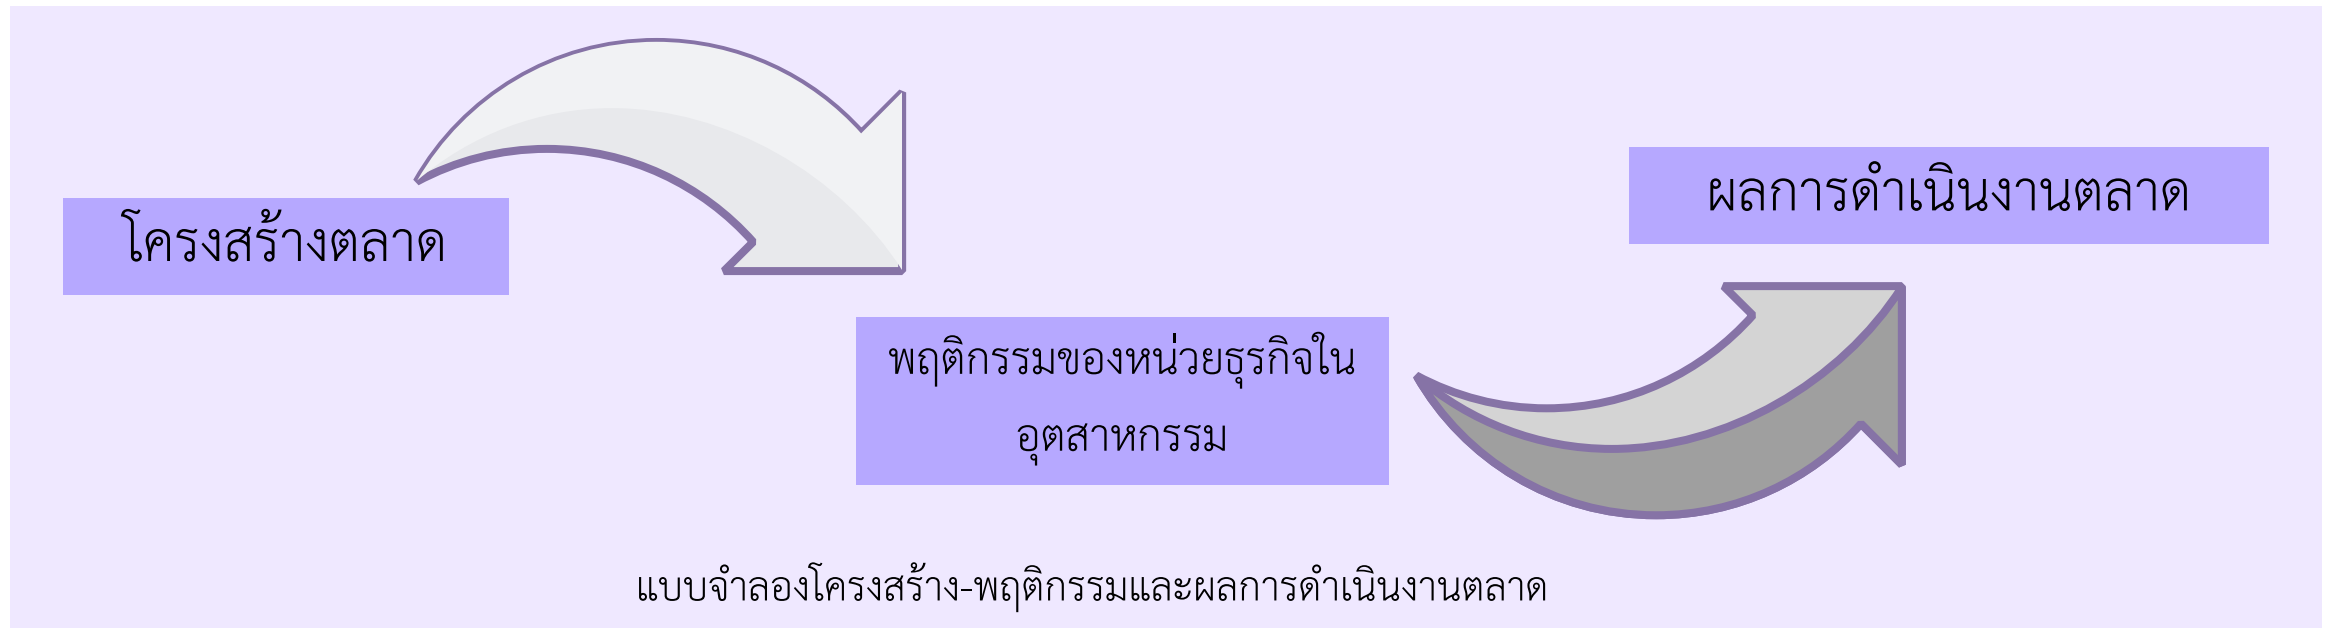 โครงสร้างตลาด
ผลการดำเนินงานตลาด
พฤติกรรมของหน่วยธุรกิจใน
อุตสาหกรรม
แบบจำลองโครงสร้าง-พฤติกรรมและผลการดำเนินงานตลาด